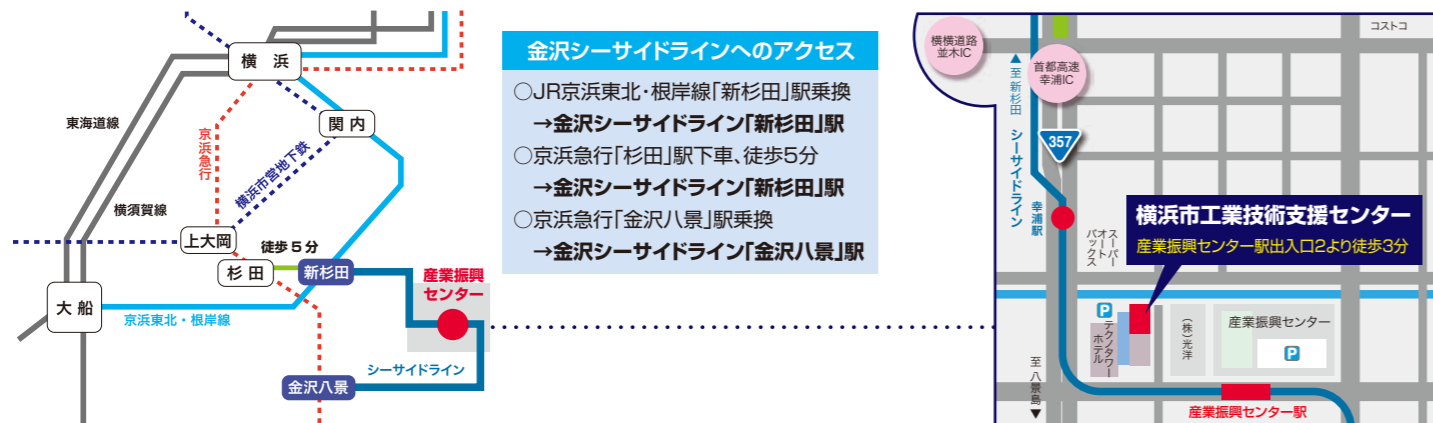 横 浜
関 内
東海道線
京浜急行
横浜市営地下鉄
横須賀線
上大岡
徒歩5分
杉 田
新杉田
大 船
京浜東北・根岸線
産業振興
センター
シーサイドライン
金沢八景
金沢シーサイドラインへのアクセス
○JR京浜東北・根岸線「新杉田」駅乗換
→金沢シーサイドライン「新杉田」駅
○京浜急行「杉田」駅下車、徒歩5分
→金沢シーサイドライン「新杉田」駅
○京浜急行「金沢八景」駅乗換
→金沢シーサイドライン「金沢八景」駅
コストコ
横横道路
並木IC
首都高速
幸浦IC
▲至新杉田
シーサイドライン
357
幸浦駅
スーパー
オート
バックス
横浜市工業技術支援センター
産業振興センター駅出入口2より徒歩3分
P
テクノタワー
ホテル
(株)光洋
産業振興センター
P
至 八景島▼
産業振興センター駅